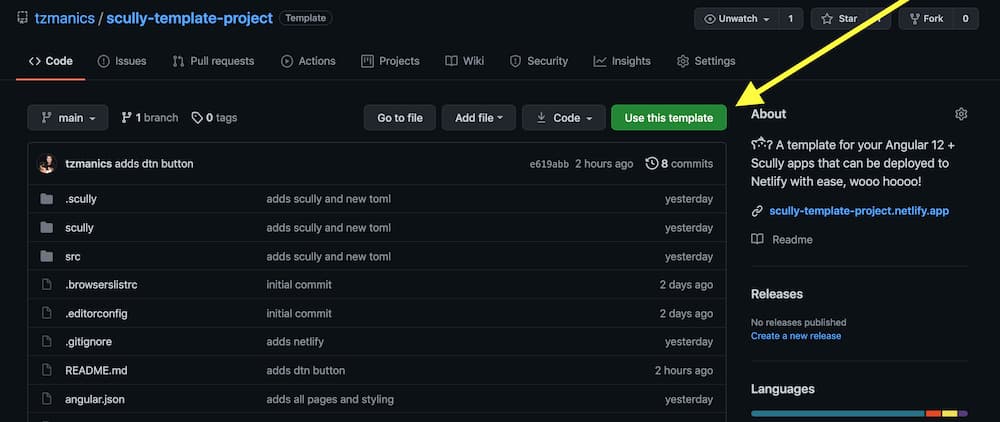 tzmanics / scully-template-project Template
Unwatch 1 Star Fork 0
Code Issues Pull requests Actions Projects Wiki Security Insights Settings
main 1 branch 0 tags Go to file Add file Code Use this template
tzmanics adds dtn button e619abb 2 hours ago 8 commits
.scully adds scully and new toml yesterday
scully adds scully and new toml yesterday
src adds scully and new toml yesterday
.browserslistrc initial commit 2 days ago
.editorconfig initial commit 2 days ago
.gitignore adds netlify yesterday
README.md adds dtn button 2 hours ago
angular.json adds all pages and styling yesterday
About
A template for your Angular 12 +
Scully apps that can be deployed to
Netlify with ease, wooo hoooo!
scully-template-project.netlify.app
Readme
Releases
No releases published
Create a new release
Languages